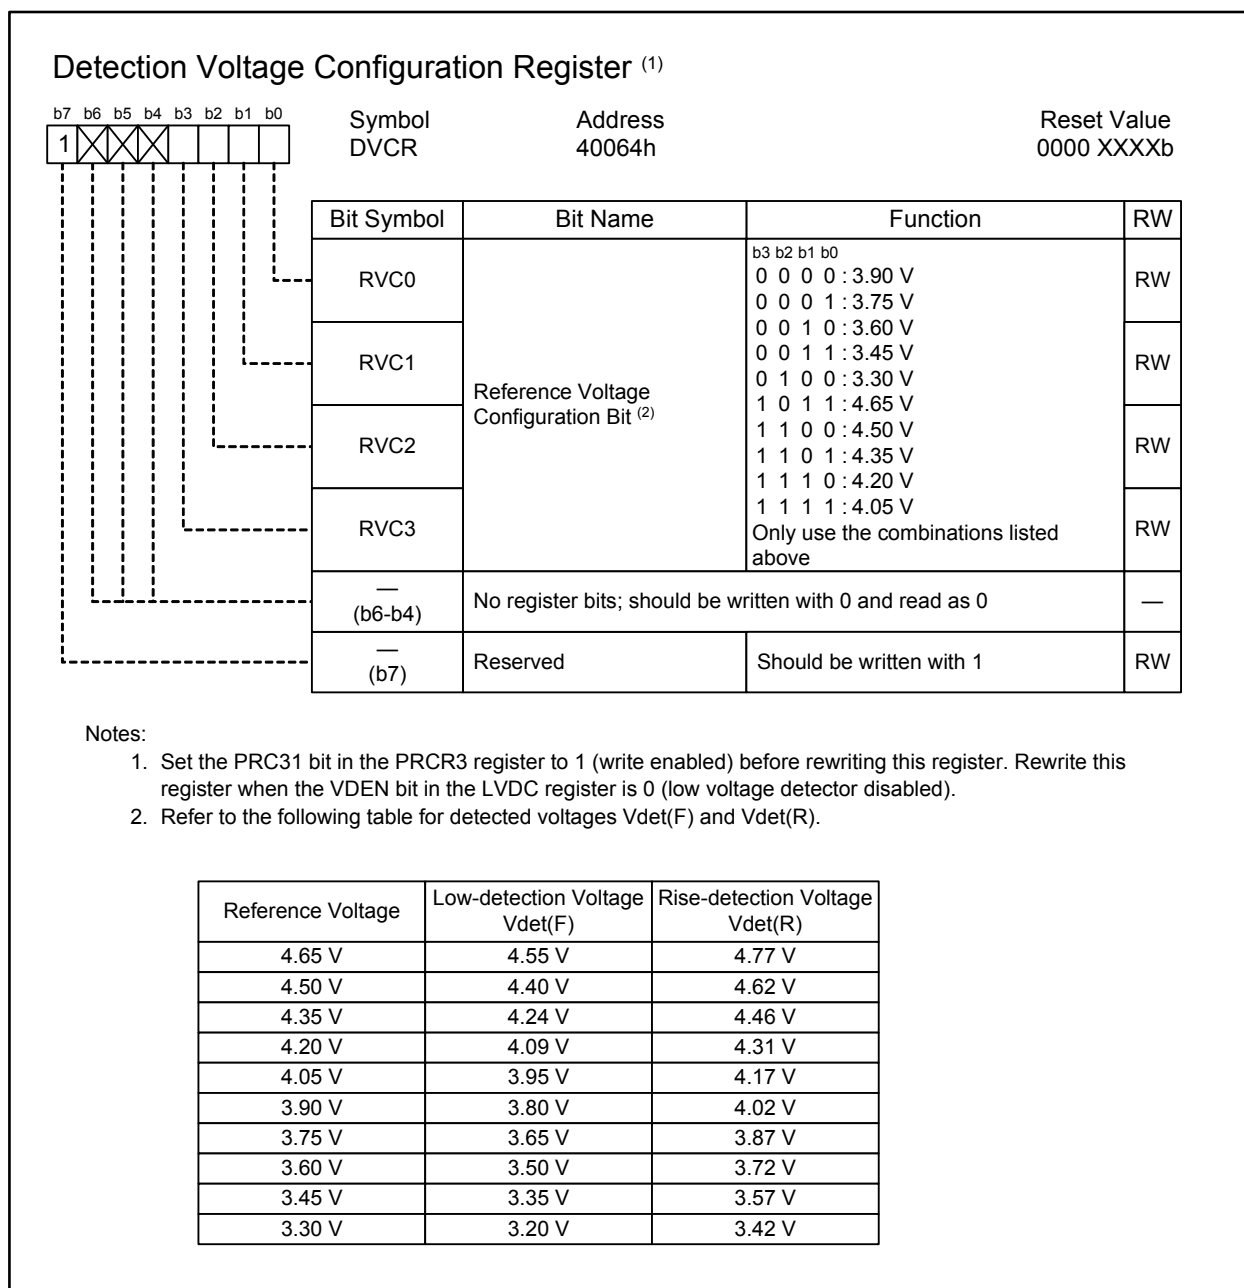 Detection Voltage Configuration Register (1)
b7 b6 b5 b4 b3 b2 b1 b0
1
Symbol Address Reset Value
DVCR 40064h 0000 XXXXb
Bit Symbol Bit Name Function RW
RVC0 RW
RVC1 RW
RVC2 RW
RVC3 RW
Reference Voltage
Configuration Bit (2)
b3 b2 b1 b0
0 0 0 0 : 3.90 V
0 0 0 1 : 3.75 V
0 0 1 0 : 3.60 V
0 0 1 1 : 3.45 V
0 1 0 0 : 3.30 V
1 0 1 1 : 4.65 V
1 1 0 0 : 4.50 V
1 1 0 1 : 4.35 V
1 1 1 0 : 4.20 V
1 1 1 1 : 4.05 V
Only use the combinations listed
above
—
(b6-b4) No register bits; should be written with 0 and read as 0 —
—
(b7) Reserved Should be written with 1 RW
Notes:
1. Set the PRC31 bit in the PRCR3 register to 1 (write enabled) before rewriting this register. Rewrite this
register when the VDEN bit in the LVDC register is 0 (low voltage detector disabled).
2. Refer to the following table for detected voltages Vdet(F) and Vdet(R).
Reference Voltage Low-detection Voltage Vdet(F) Rise-detection Voltage Vdet(R)
4.65 V 4.55 V 4.77 V
4.50 V 4.40 V 4.62 V
4.35 V 4.24 V 4.46 V
4.20 V 4.09 V 4.31 V
4.05 V 3.95 V 4.17 V
3.90 V 3.80 V 4.02 V
3.75 V 3.65 V 3.87 V
3.60 V 3.50 V 3.72 V
3.45 V 3.35 V 3.57 V
3.30 V 3.20 V 3.42 V